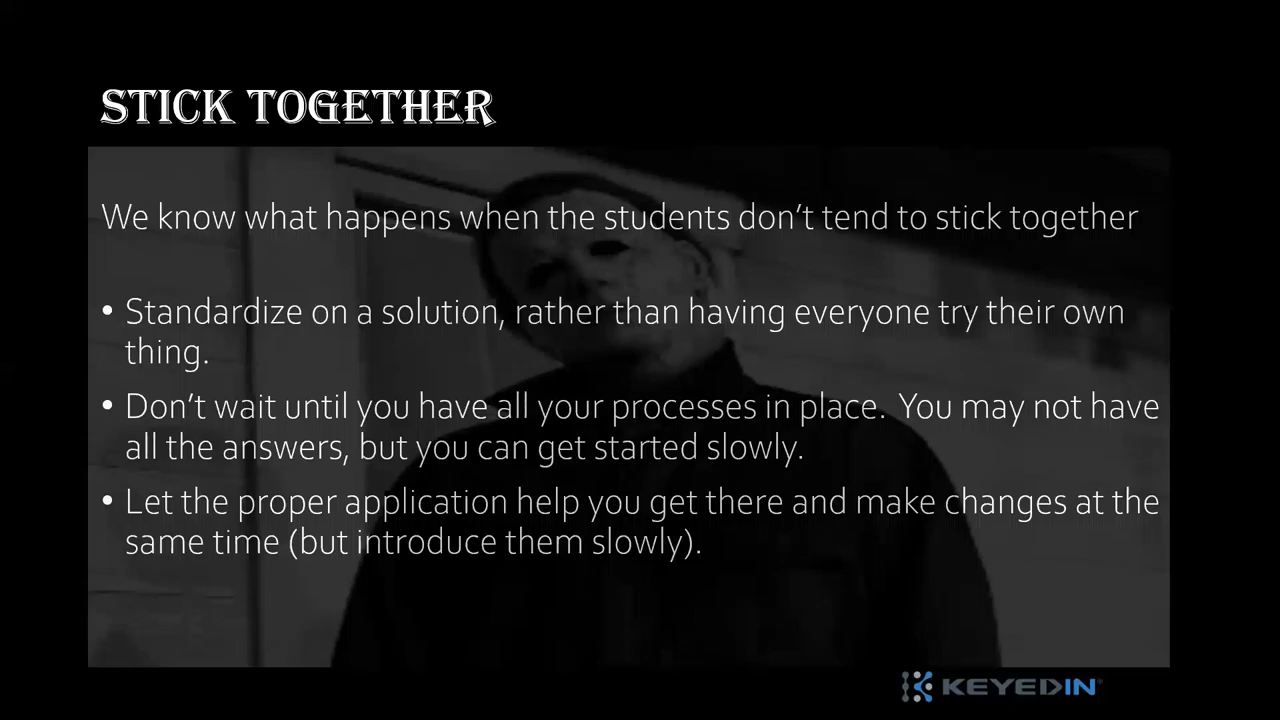 STICK TOGETHER
We know what happens when the students don’t tend to stick together
• Standardize on a solution, rather than having everyone try their own
thing.
• Don’t wait until you have all your processes in place.  You may not have
all the answers, but you can get started slowly.
• Let the proper application help you get there and make changes at the
same time (but introduce them slowly).
KEYEDIN